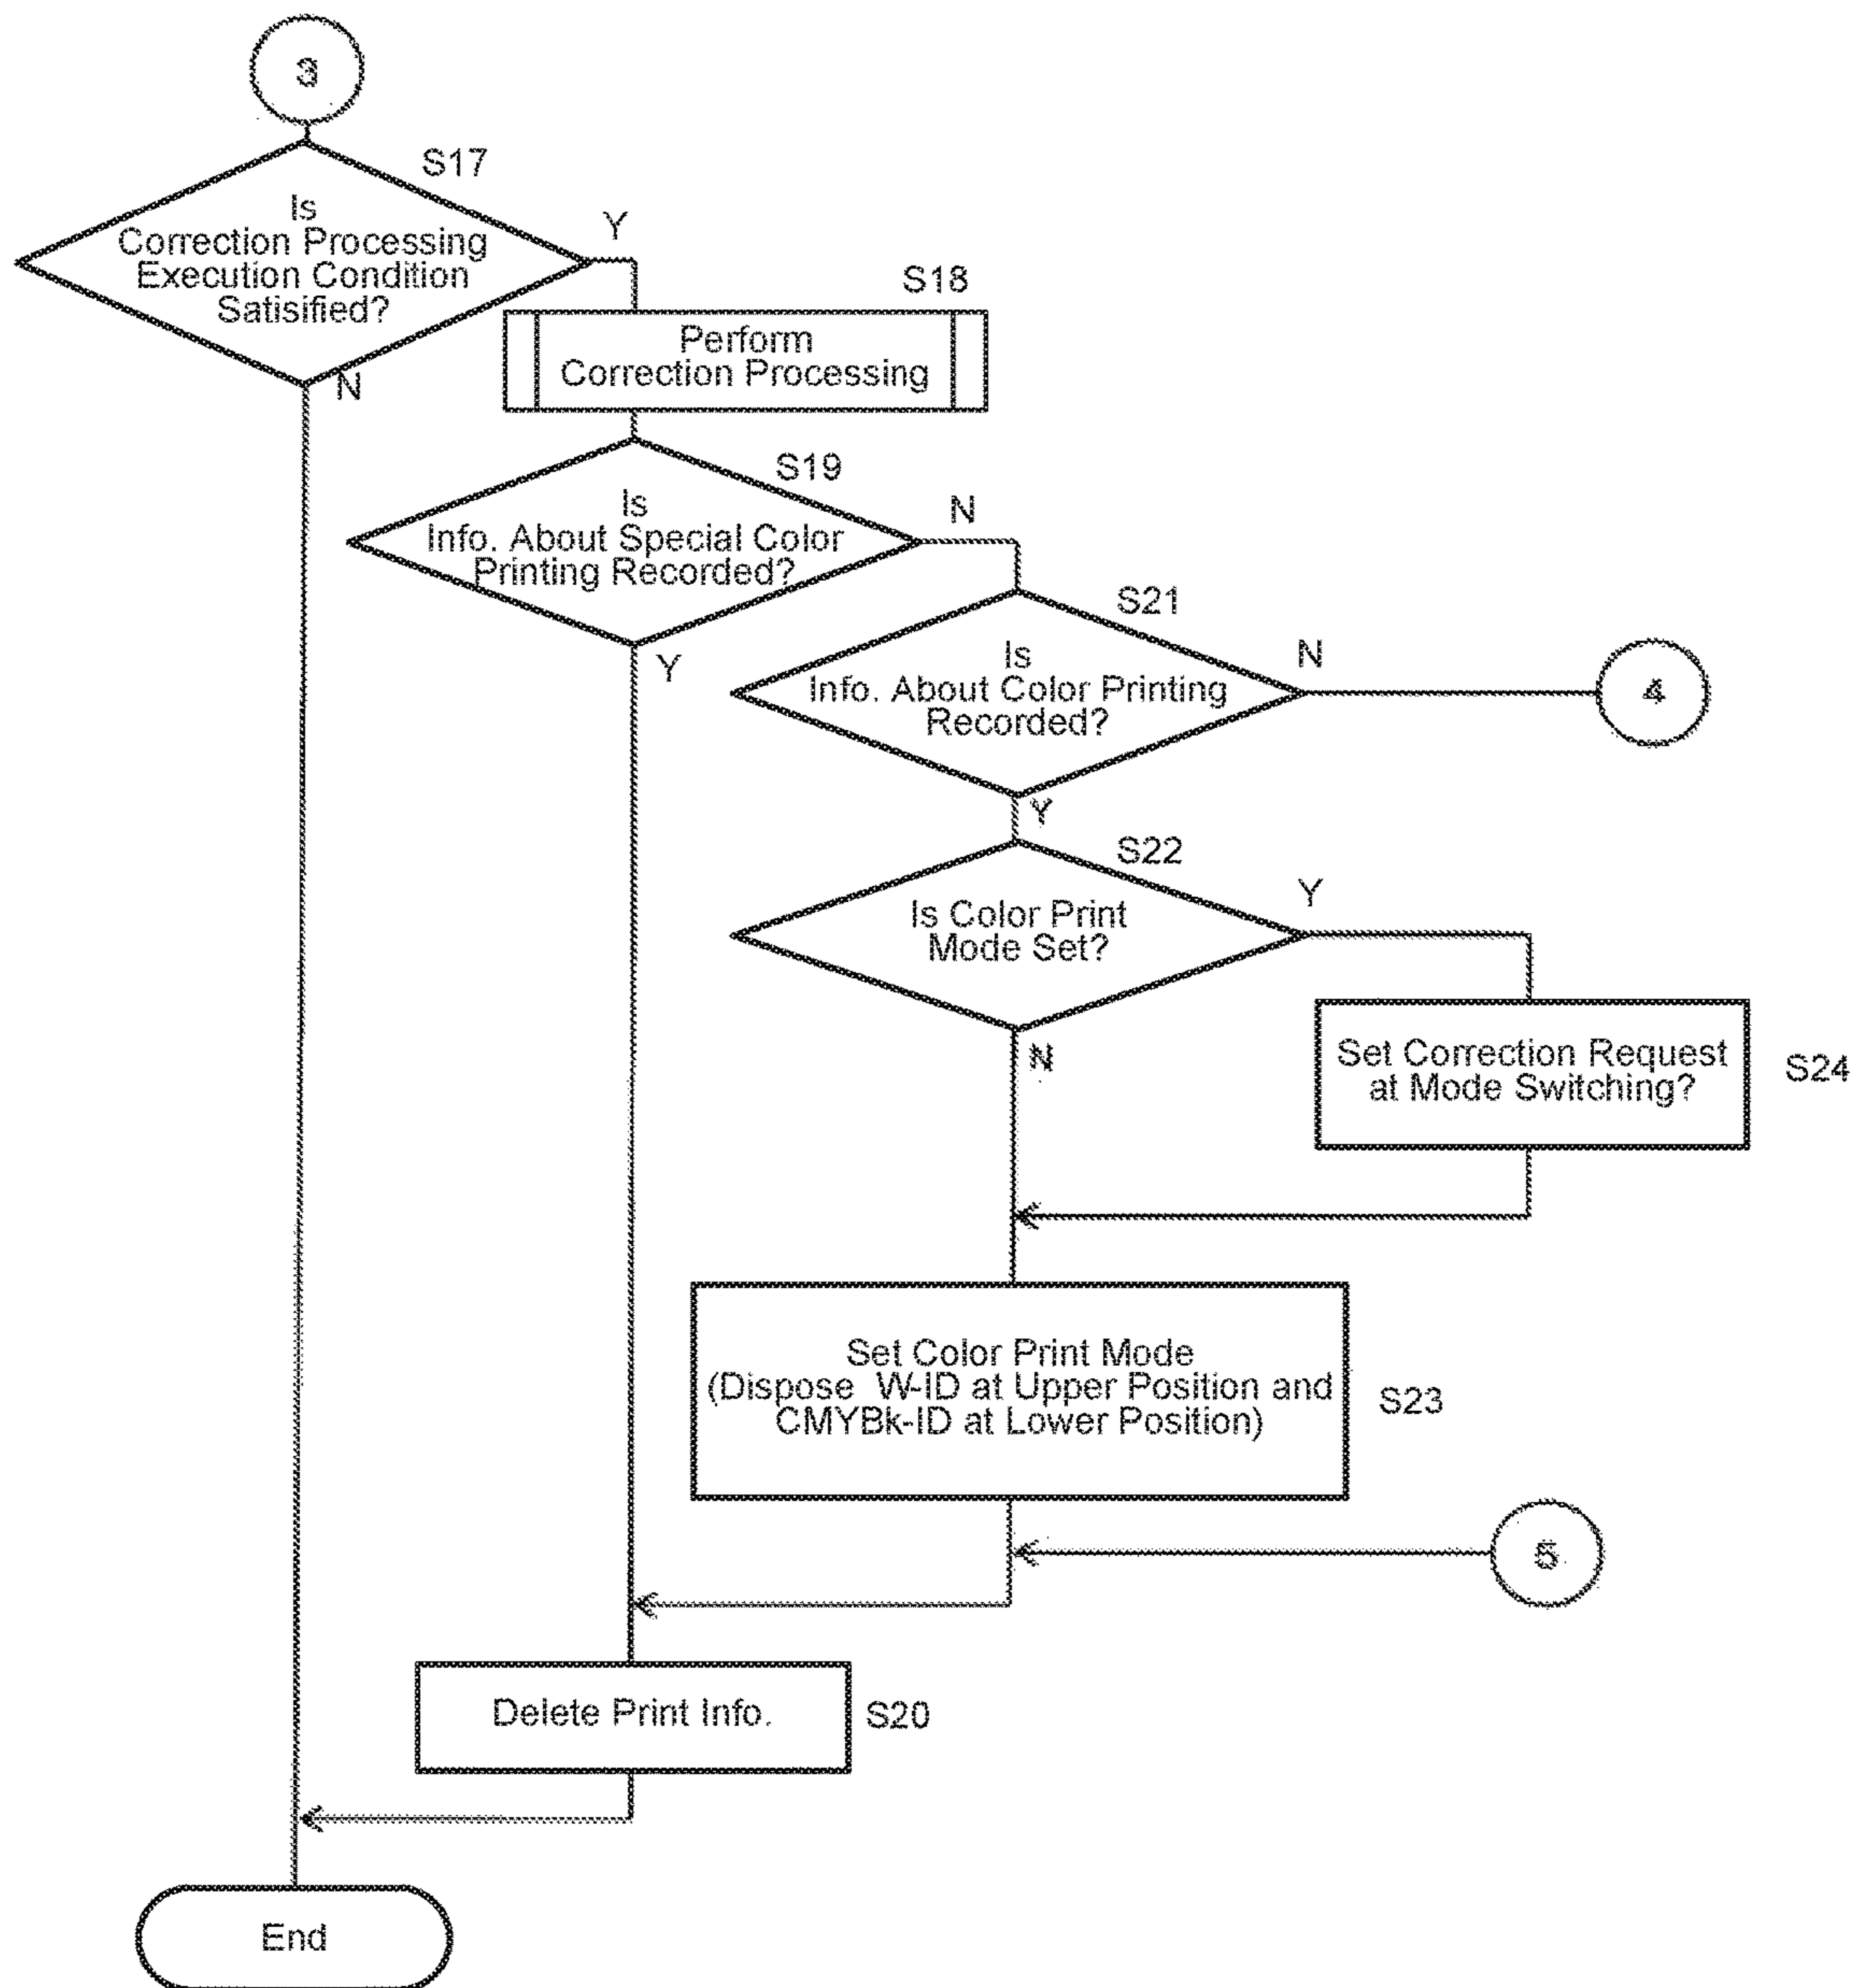 3
S17
Is
Correction Processing
Execution Condition
Satisified?
Y
N
S18
Perform
Correction Processing
S19
Is
Info. About Special Color
Printing Recorded?
N
Y
S21
Is
Info. About Color Printing
Recorded?
N
4
Y
S22
Is Color Print
Mode Set?
Y
N
Set Correction Request
at Mode Switching?
S24
Set Color Print Mode
(Dispose W-ID at Upper Position and
CMYBk-ID at Lower Position)
S23
5
Delete Print Info.
S20
End